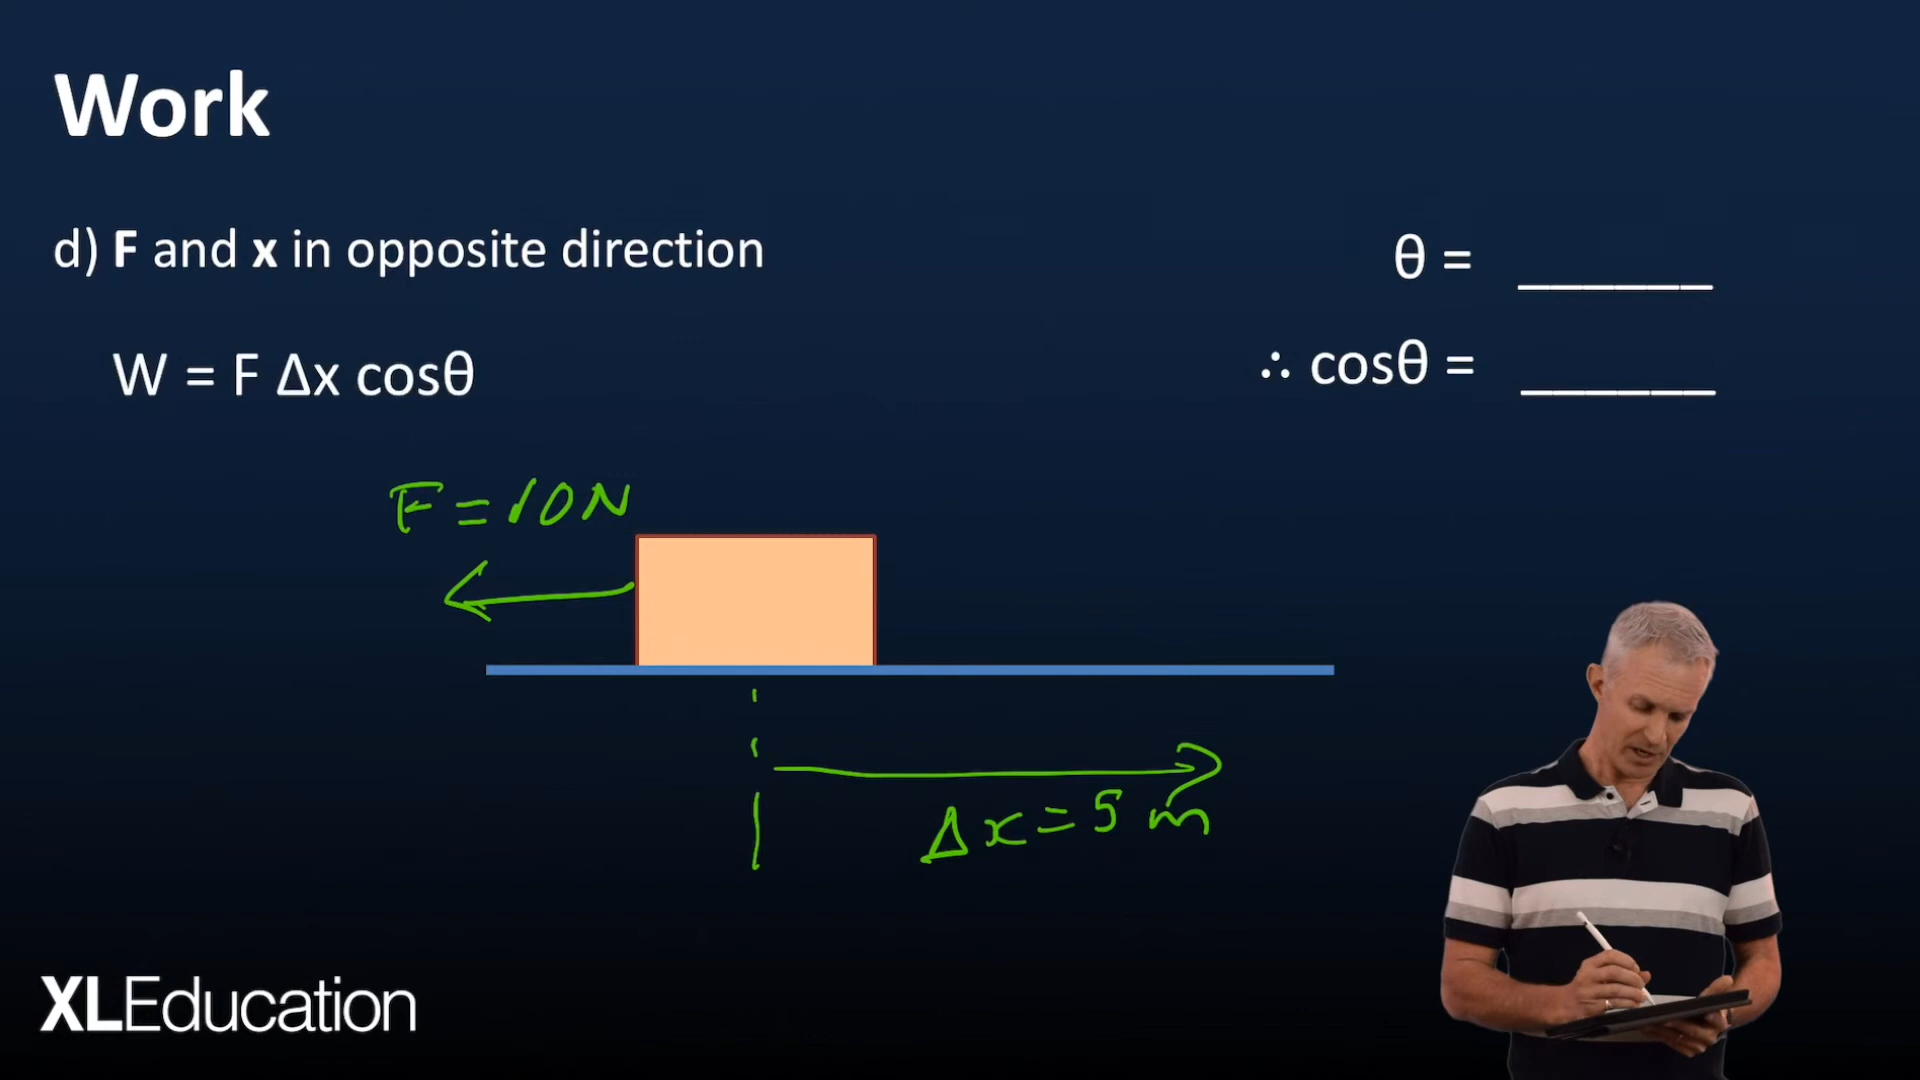 Work
d) F and x in opposite direction
θ = ______
W = F Δx cosθ
∴ cosθ = ______
F = 10N
Δx = 5 m
XLEducation